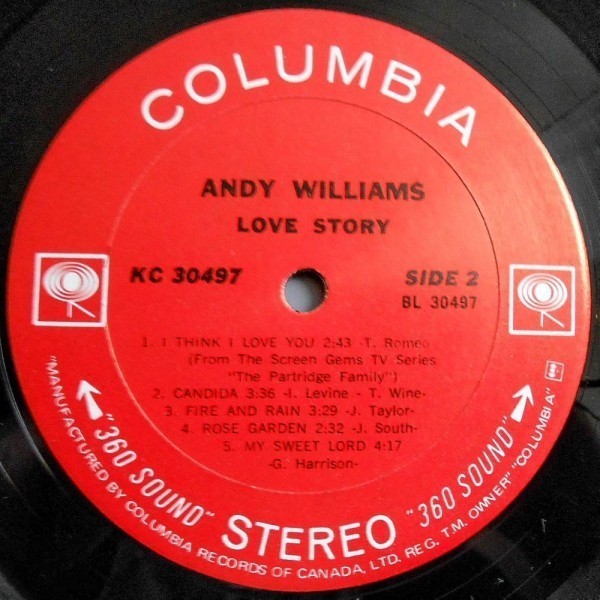 COLUMBIA
ANDY WILLIAMS
LOVE STORY
KC 30497
SIDE 2
BL 30497
1. I THINK I LOVE YOU 2:43 -T. Romeo
(From The Screen Gems TV Series
"The Partridge Family")
2. CANDIDA 3:36 -I. Levine - T. Wine-
3. FIRE AND RAIN 3:29 -J. Taylor-
4. ROSE GARDEN 2:32 -J. South-
5. MY SWEET LORD 4:17
-G. Harrison-
"360 SOUND" STEREO "360 SOUND"
"MANUFACTURED BY COLUMBIA RECORDS OF CANADA, LTD. REG. T.M. OWNER" "COLUMBIA"